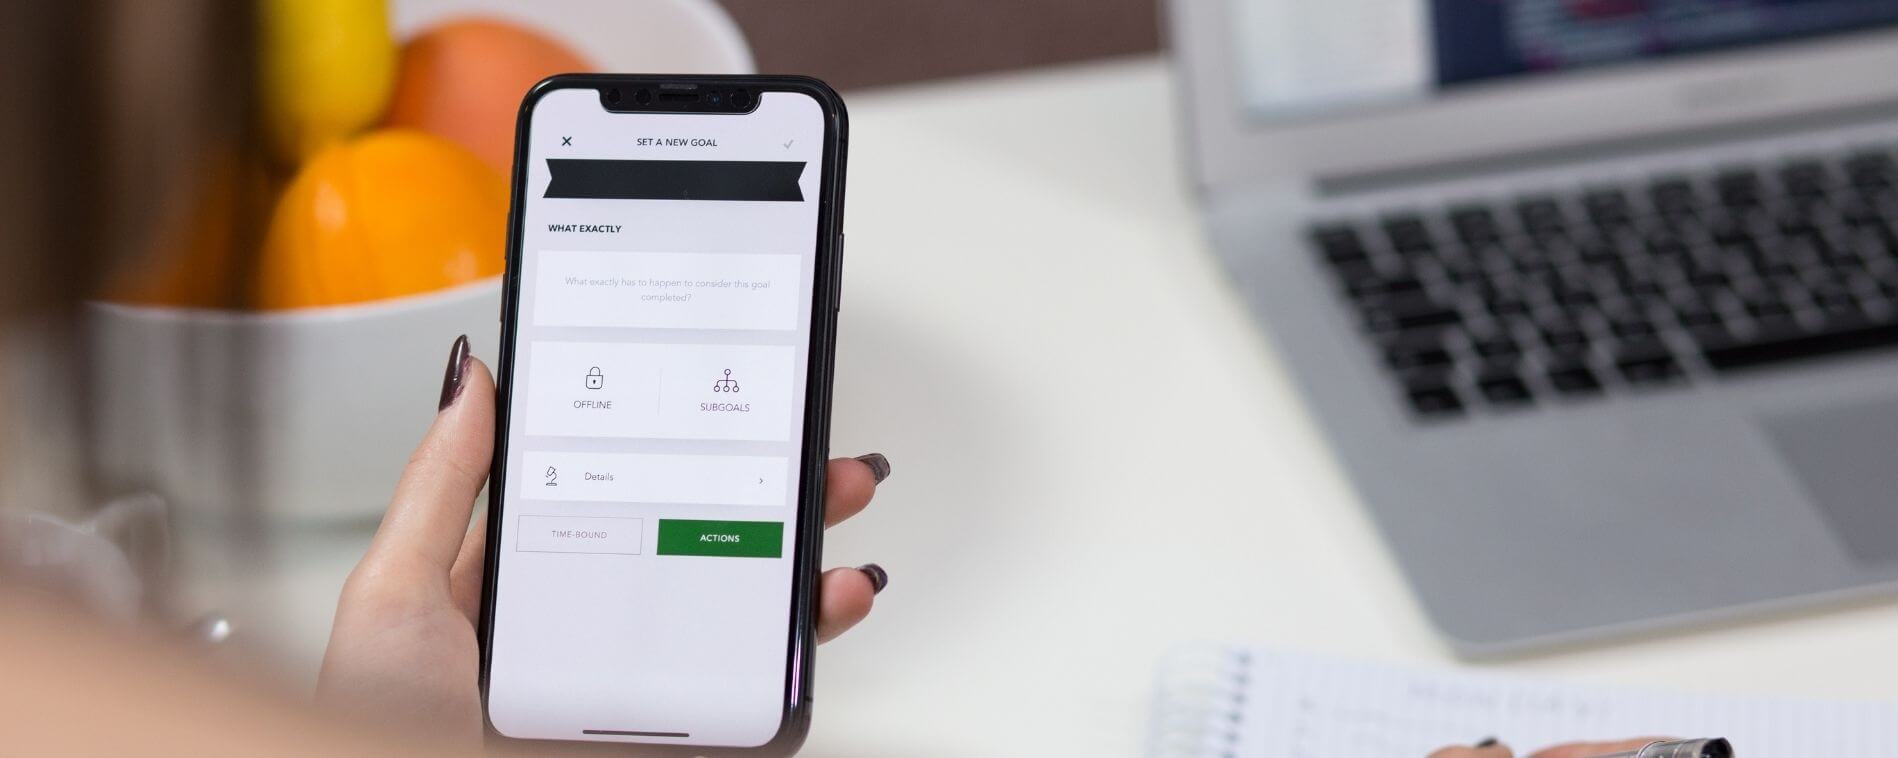 SET A NEW GOAL
WHAT EXACTLY
What exactly has to happen to consider this goal
completed?
OFFLINE
SUBGOALS
Details
TIME-BOUND
ACTIONS